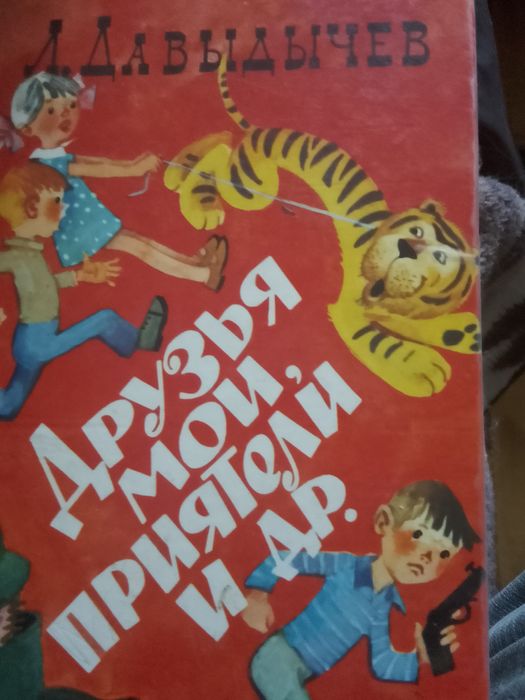 Л. Давыдычев
Друзья
мои,
приятели
и др.